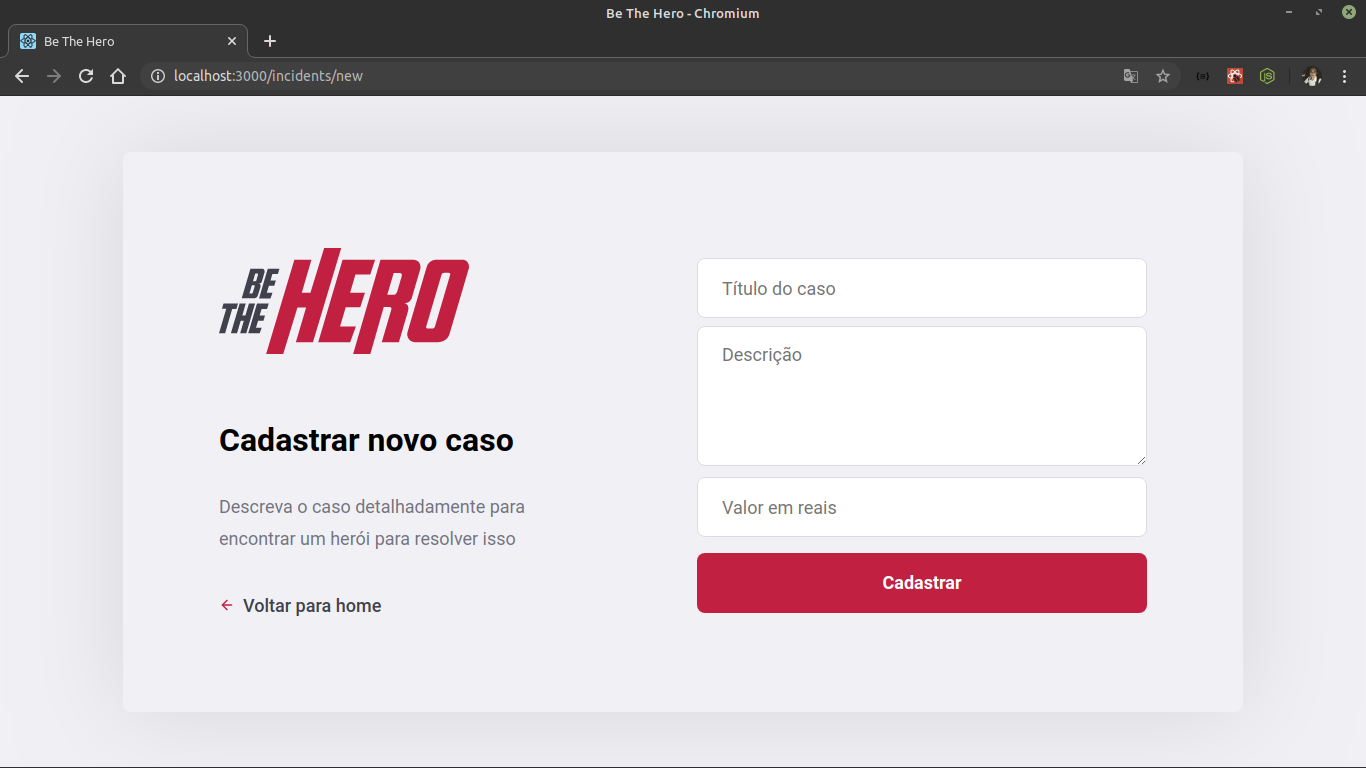 Be The Hero - Chromium
Be The Hero
localhost:3000/incidents/new
BE
THE
HERO
Cadastrar novo caso
Descreva o caso detalhadamente para
encontrar um herói para resolver isso
Voltar para home
Título do caso
Descrição
Valor em reais
Cadastrar